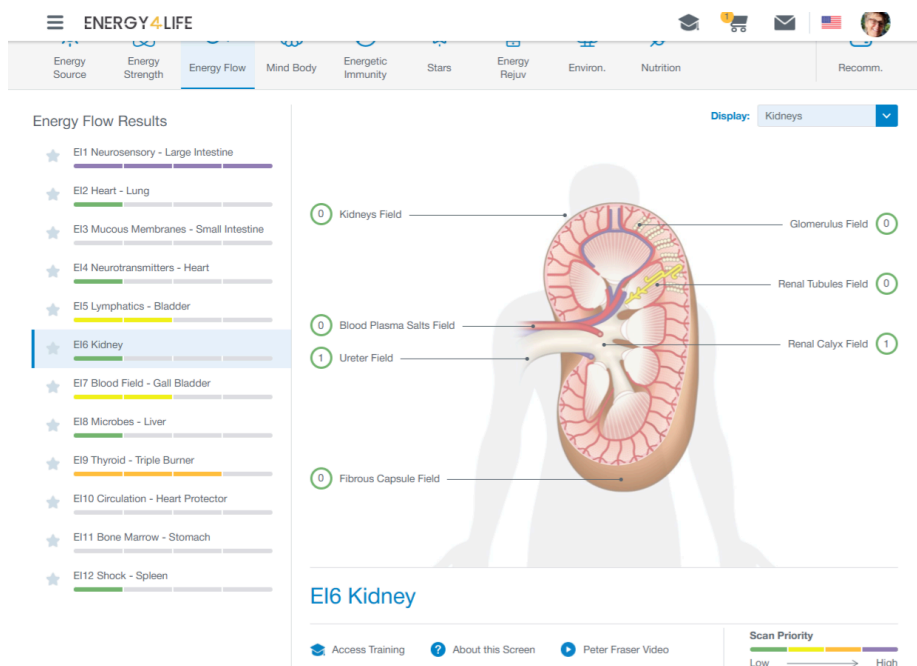 ENERGY4LIFE
1
Energy Source
Energy Strength
Energy Flow
Mind Body
Energetic Immunity
Stars
Energy Rejuv
Environ.
Nutrition
Recomm.
Energy Flow Results
EI1 Neurosensory - Large Intestine
EI2 Heart - Lung
EI3 Mucous Membranes - Small Intestine
EI4 Neurotransmitters - Heart
EI5 Lymphatics - Bladder
EI6 Kidney
EI7 Blood Field - Gall Bladder
EI8 Microbes - Liver
EI9 Thyroid - Triple Burner
EI10 Circulation - Heart Protector
EI11 Bone Marrow - Stomach
EI12 Shock - Spleen
Display: Kidneys
0 Kidneys Field
Glomerulus Field 0
Renal Tubules Field 0
0 Blood Plasma Salts Field
Renal Calyx Field 1
1 Ureter Field
0 Fibrous Capsule Field
EI6 Kidney
Access Training
? About this Screen
Peter Fraser Video
Scan Priority
Low High